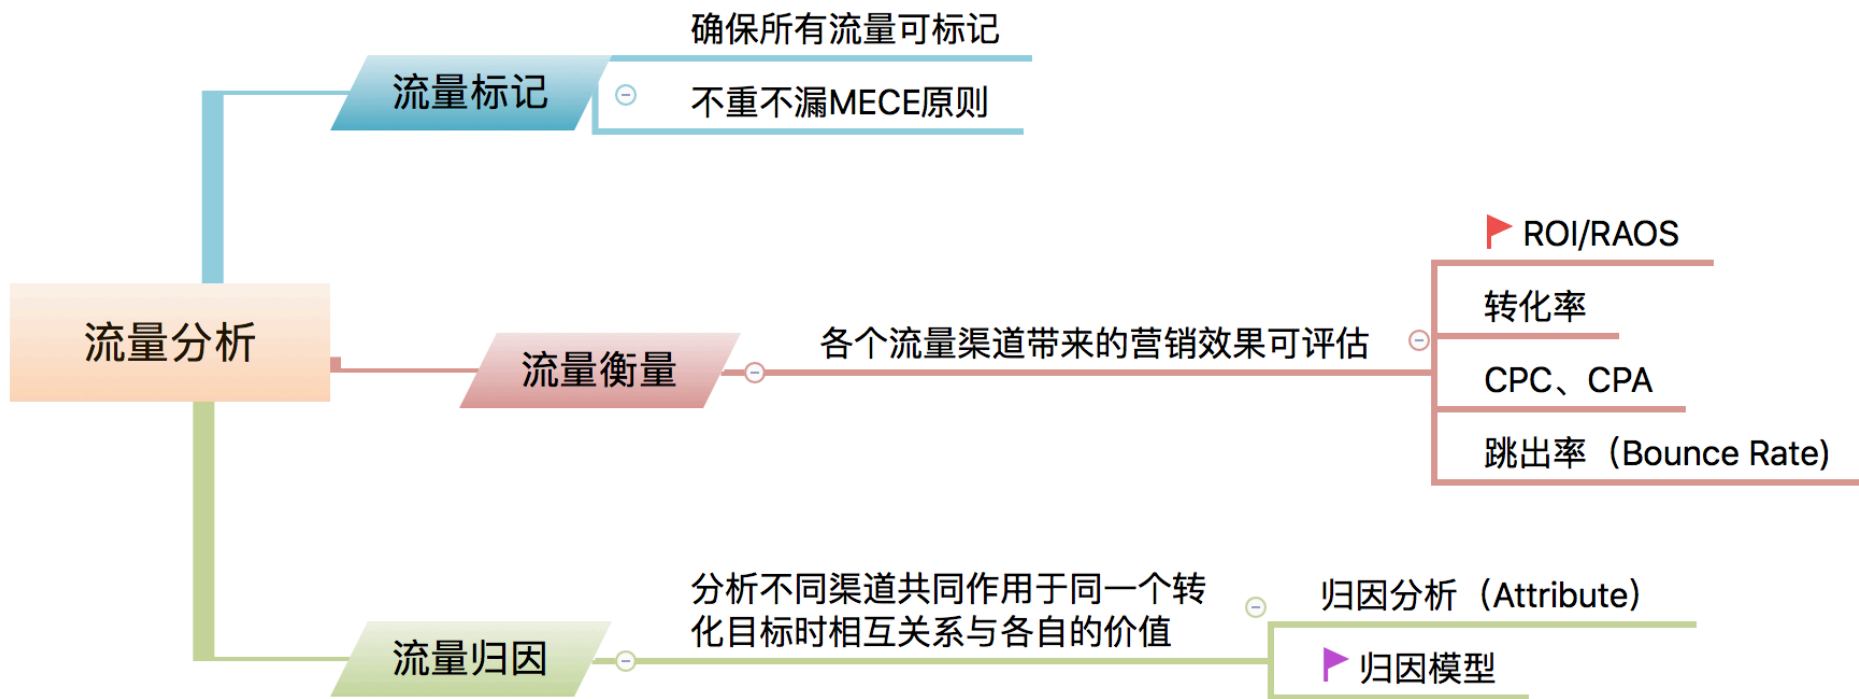 确保所有流量可标记
流量标记
不重不漏MECE原则
ROI/RAOS
转化率
流量分析
各个流量渠道带来的营销效果可评估
流量衡量
CPC、CPA
跳出率（Bounce Rate)
分析不同渠道共同作用于同一个转
化目标时相互关系与各自的价值
归因分析（Attribute）
流量归因
归因模型